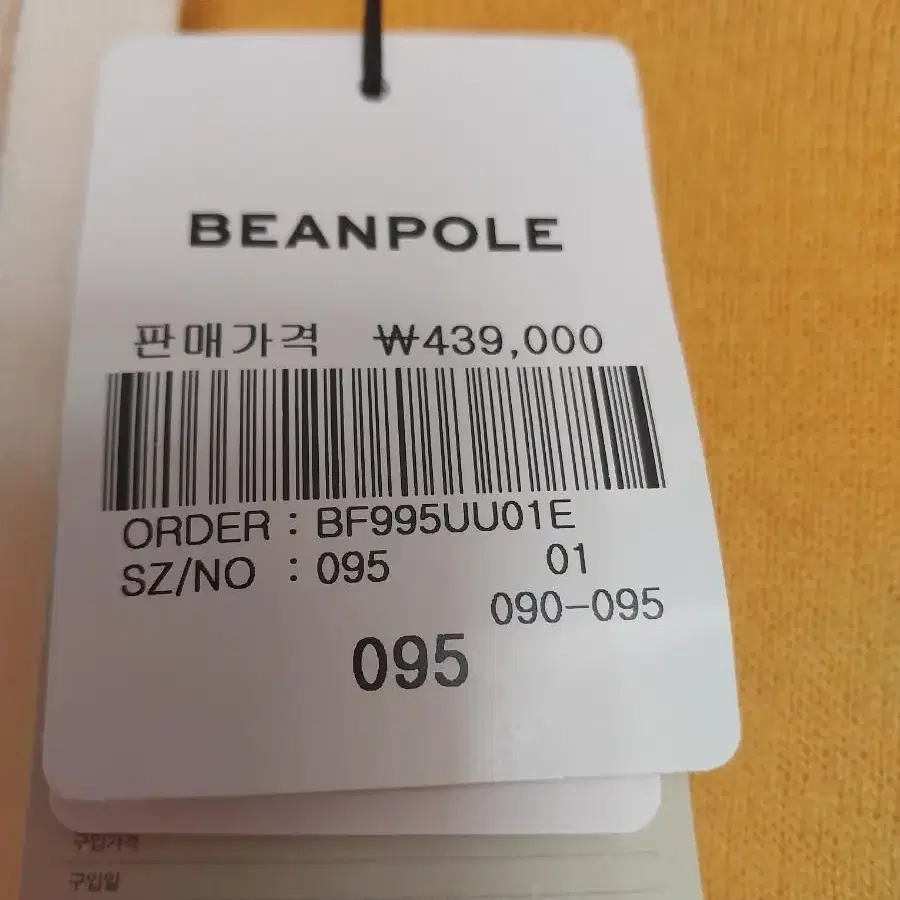 BEANPOLE
판매가격 ₩439,000
ORDER : BF995UU01E
SZ/NO : 095 01
090-095
095
구입가격
구입일